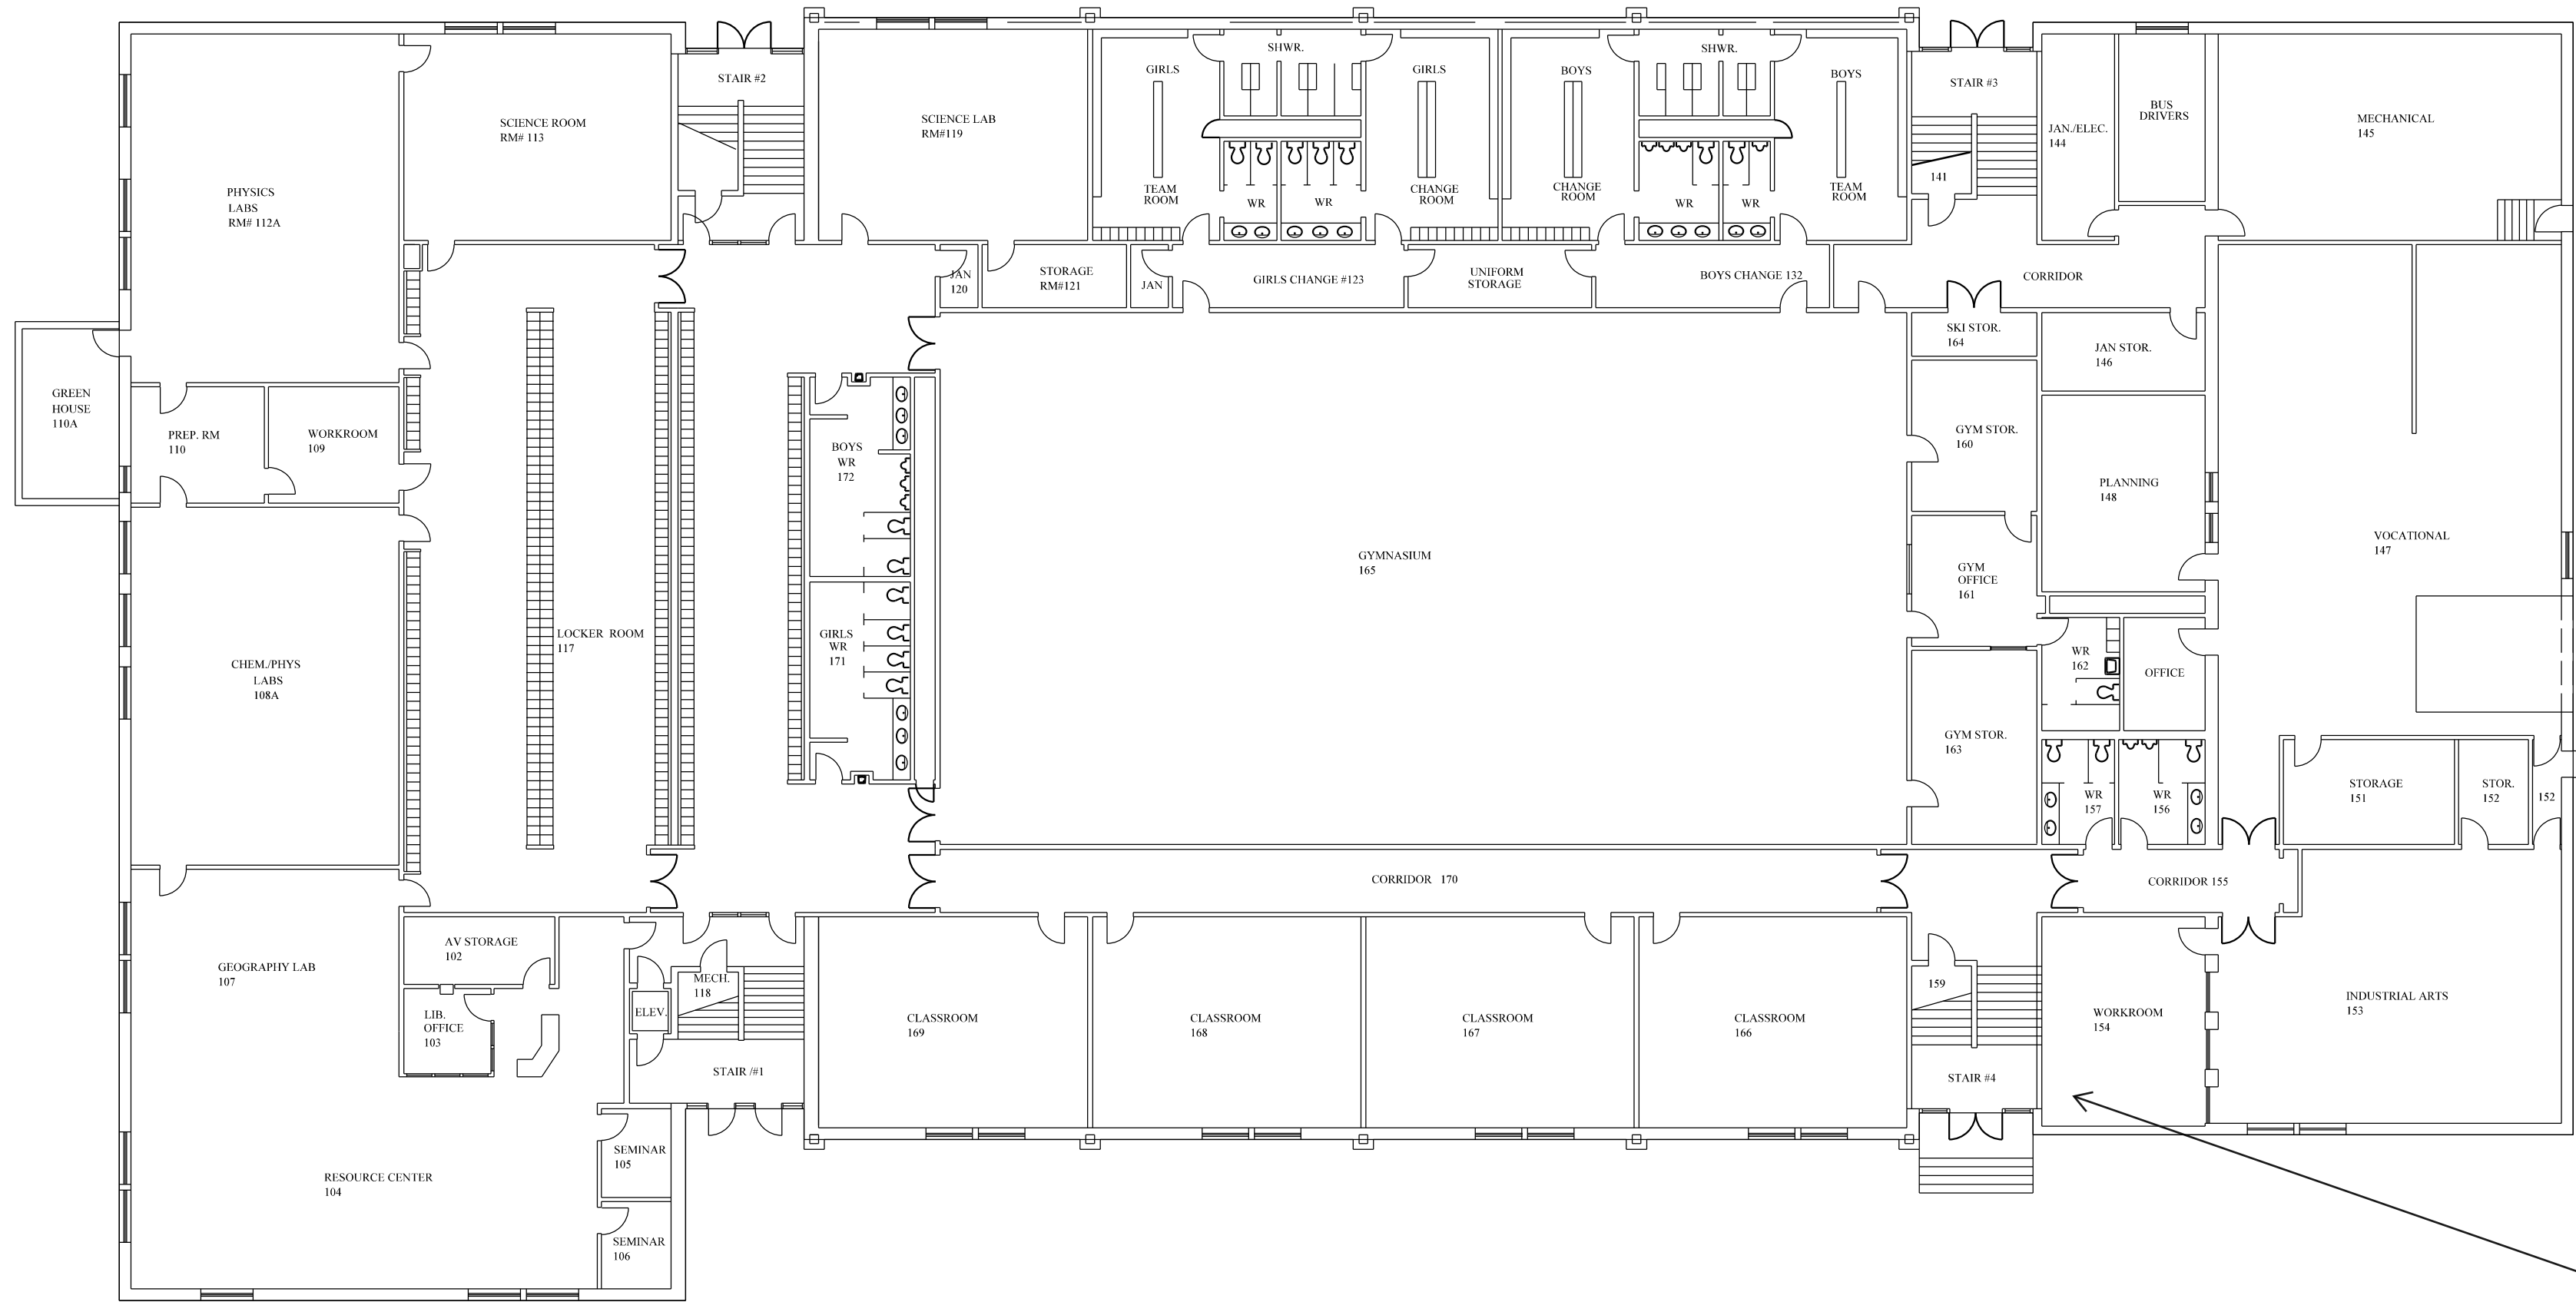 STAIR #2
SHWR.
SHWR.
STAIR #3
GIRLS
GIRLS
BOYS
BOYS
SCIENCE ROOM
RM# 113
SCIENCE LAB
RM#119
JAN./ELEC.
144
BUS
DRIVERS
MECHANICAL
145
PHYSICS
LABS
RM# 112A
TEAM
ROOM
WR
WR
CHANGE
ROOM
CHANGE
ROOM
WR
WR
TEAM
ROOM
141
JAN
120
STORAGE
RM#121
JAN
GIRLS CHANGE #123
UNIFORM
STORAGE
BOYS CHANGE 132
CORRIDOR
SKI STOR.
164
JAN STOR.
146
GREEN
HOUSE
110A
PREP. RM
110
WORKROOM
109
BOYS
WR
172
GYM STOR.
160
PLANNING
148
GYMNASIUM
165
VOCATIONAL
147
GYM
OFFICE
161
LOCKER ROOM
117
GIRLS
WR
171
CHEM./PHYS
LABS
108A
WR
162
OFFICE
GYM STOR.
163
WR
157
WR
156
STORAGE
151
STOR.
152
152
CORRIDOR 170
CORRIDOR 155
AV STORAGE
102
GEOGRAPHY LAB
107
MECH.
118
LIB.
OFFICE
103
ELEV.
CLASSROOM
169
CLASSROOM
168
CLASSROOM
167
CLASSROOM
166
159
WORKROOM
154
INDUSTRIAL ARTS
153
STAIR /#1
STAIR #4
SEMINAR
105
RESOURCE CENTER
104
SEMINAR
106